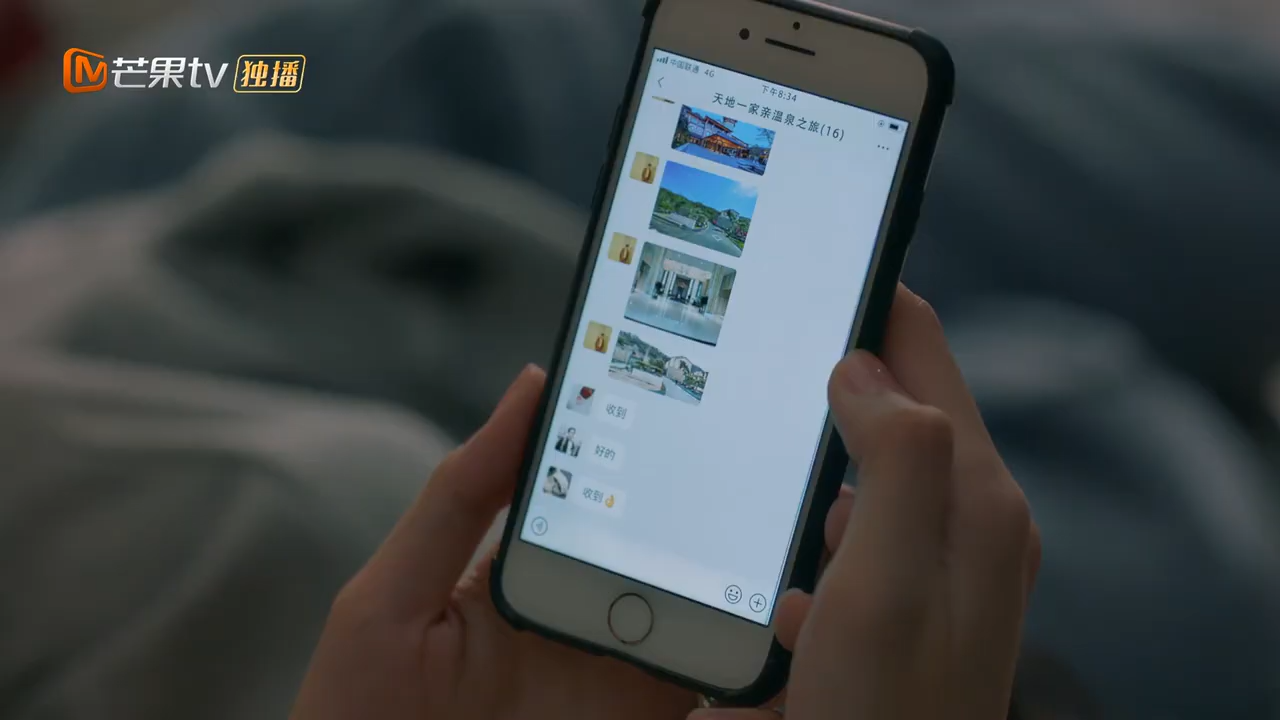 芒果tv 独播
中国联通 4G
下午8:34
天地一家亲温泉之旅(16)
收到
好的
收到👌